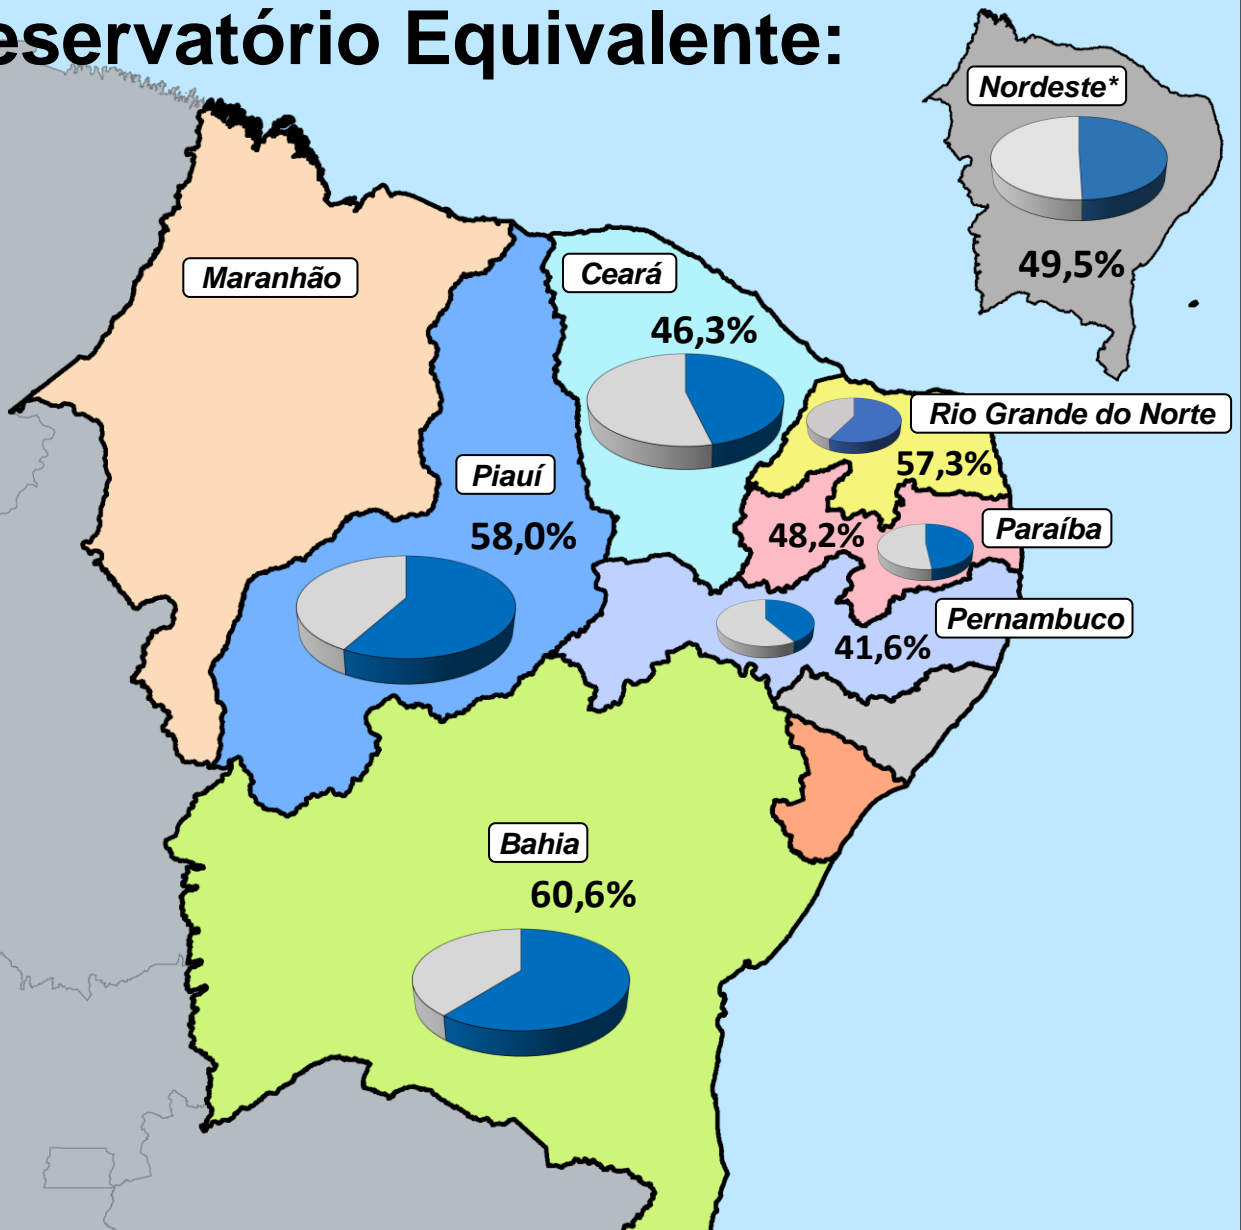 eservatório Equivalente:
Nordeste*
49,5%
Maranhão
Ceará
46,3%
Rio Grande do Norte
57,3%
Piauí
58,0%
Paraíba
48,2%
Pernambuco
41,6%
Bahia
60,6%